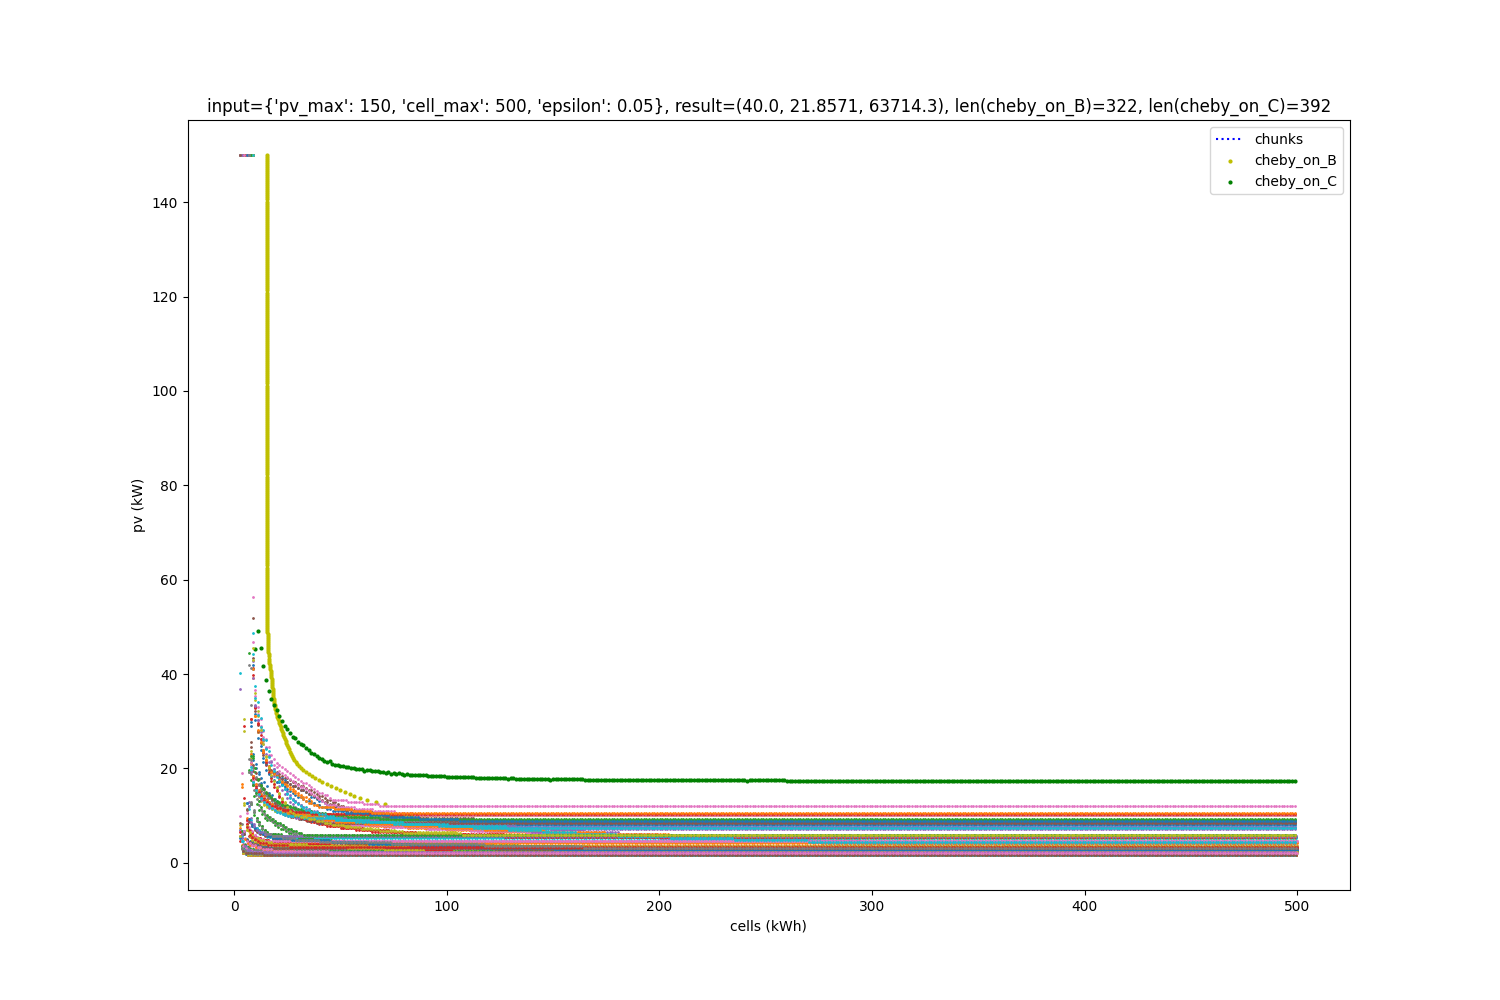 input={'pv_max': 150, 'cell_max': 500, 'epsilon': 0.05}, result=(40.0, 21.8571, 63714.3), len(cheby_on_B)=322, len(cheby_on_C)=392
chunks
cheby_on_B
cheby_on_C
140
120
100
80
60
40
20
0
pv (kW)
0 100 200 300 400 500
cells (kWh)